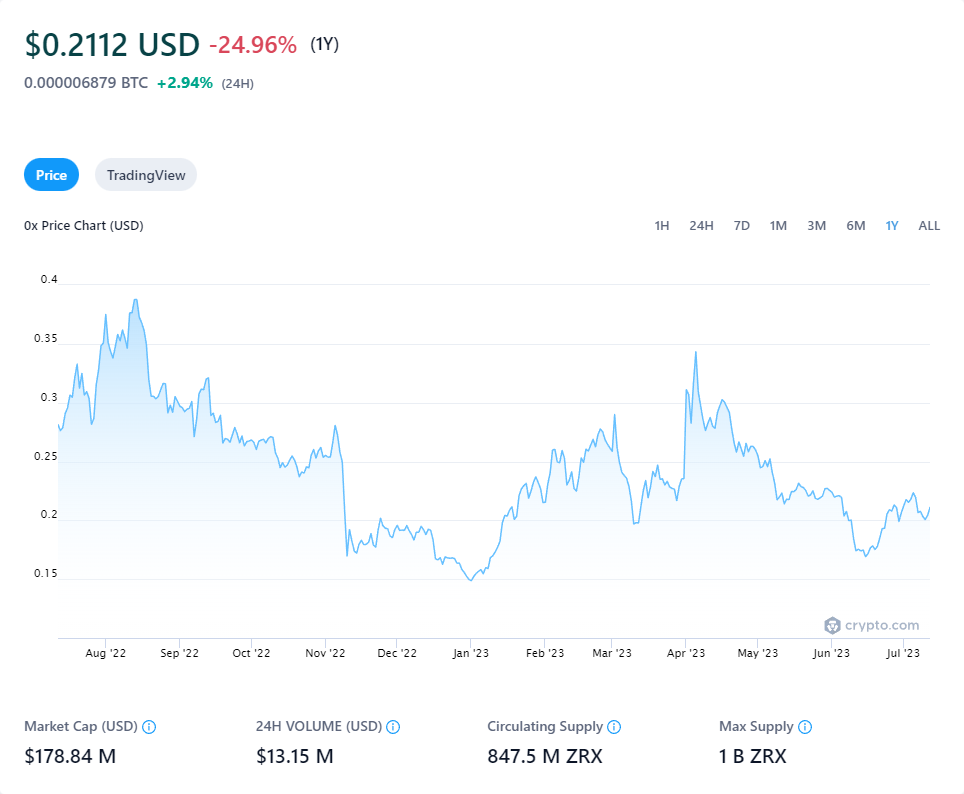 $0.2112 USD -24.96% (1Y)
0.000006879 BTC +2.94% (24H)
Price TradingView
0x Price Chart (USD) 1H 24H 7D 1M 3M 6M 1Y ALL
0.4
0.35
0.3
0.25
0.2
0.15
crypto.com
Aug '22 Sep '22 Oct '22 Nov '22 Dec '22 Jan '23 Feb '23 Mar '23 Apr '23 May '23 Jun '23 Jul '23
Market Cap (USD) 24H VOLUME (USD) Circulating Supply Max Supply
$178.84 M $13.15 M 847.5 M ZRX 1 B ZRX